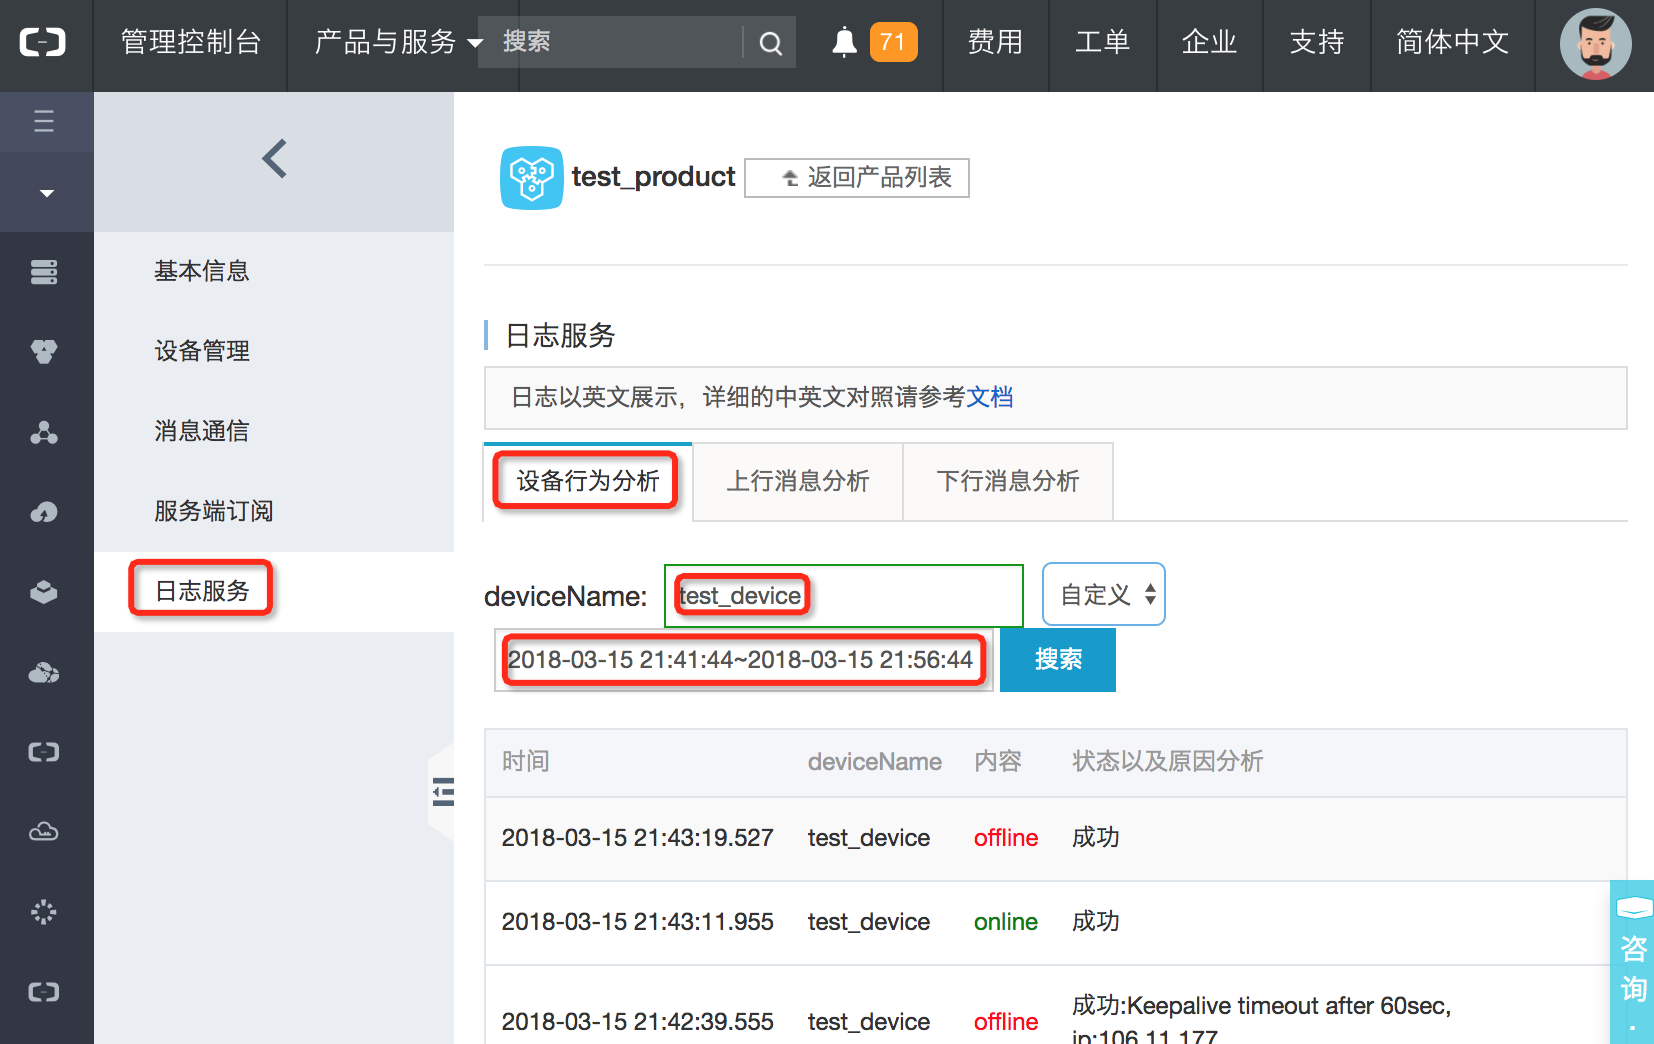 管理控制台 产品与服务 搜索 71 费用 工单 企业 支持 简体中文
test_product 返回产品列表
基本信息
设备管理
消息通信
服务端订阅
日志服务
日志服务
日志以英文展示，详细的中英文对照请参考文档
设备行为分析 上行消息分析 下行消息分析
deviceName: test_device 自定义
2018-03-15 21:41:44~2018-03-15 21:56:44 搜索
时间 deviceName 内容 状态以及原因分析
2018-03-15 21:43:19.527 test_device offline 成功
2018-03-15 21:43:11.955 test_device online 成功
2018-03-15 21:42:39.555 test_device offline 成功:Keepalive timeout after 60sec,
ip:106.11.177
咨
询